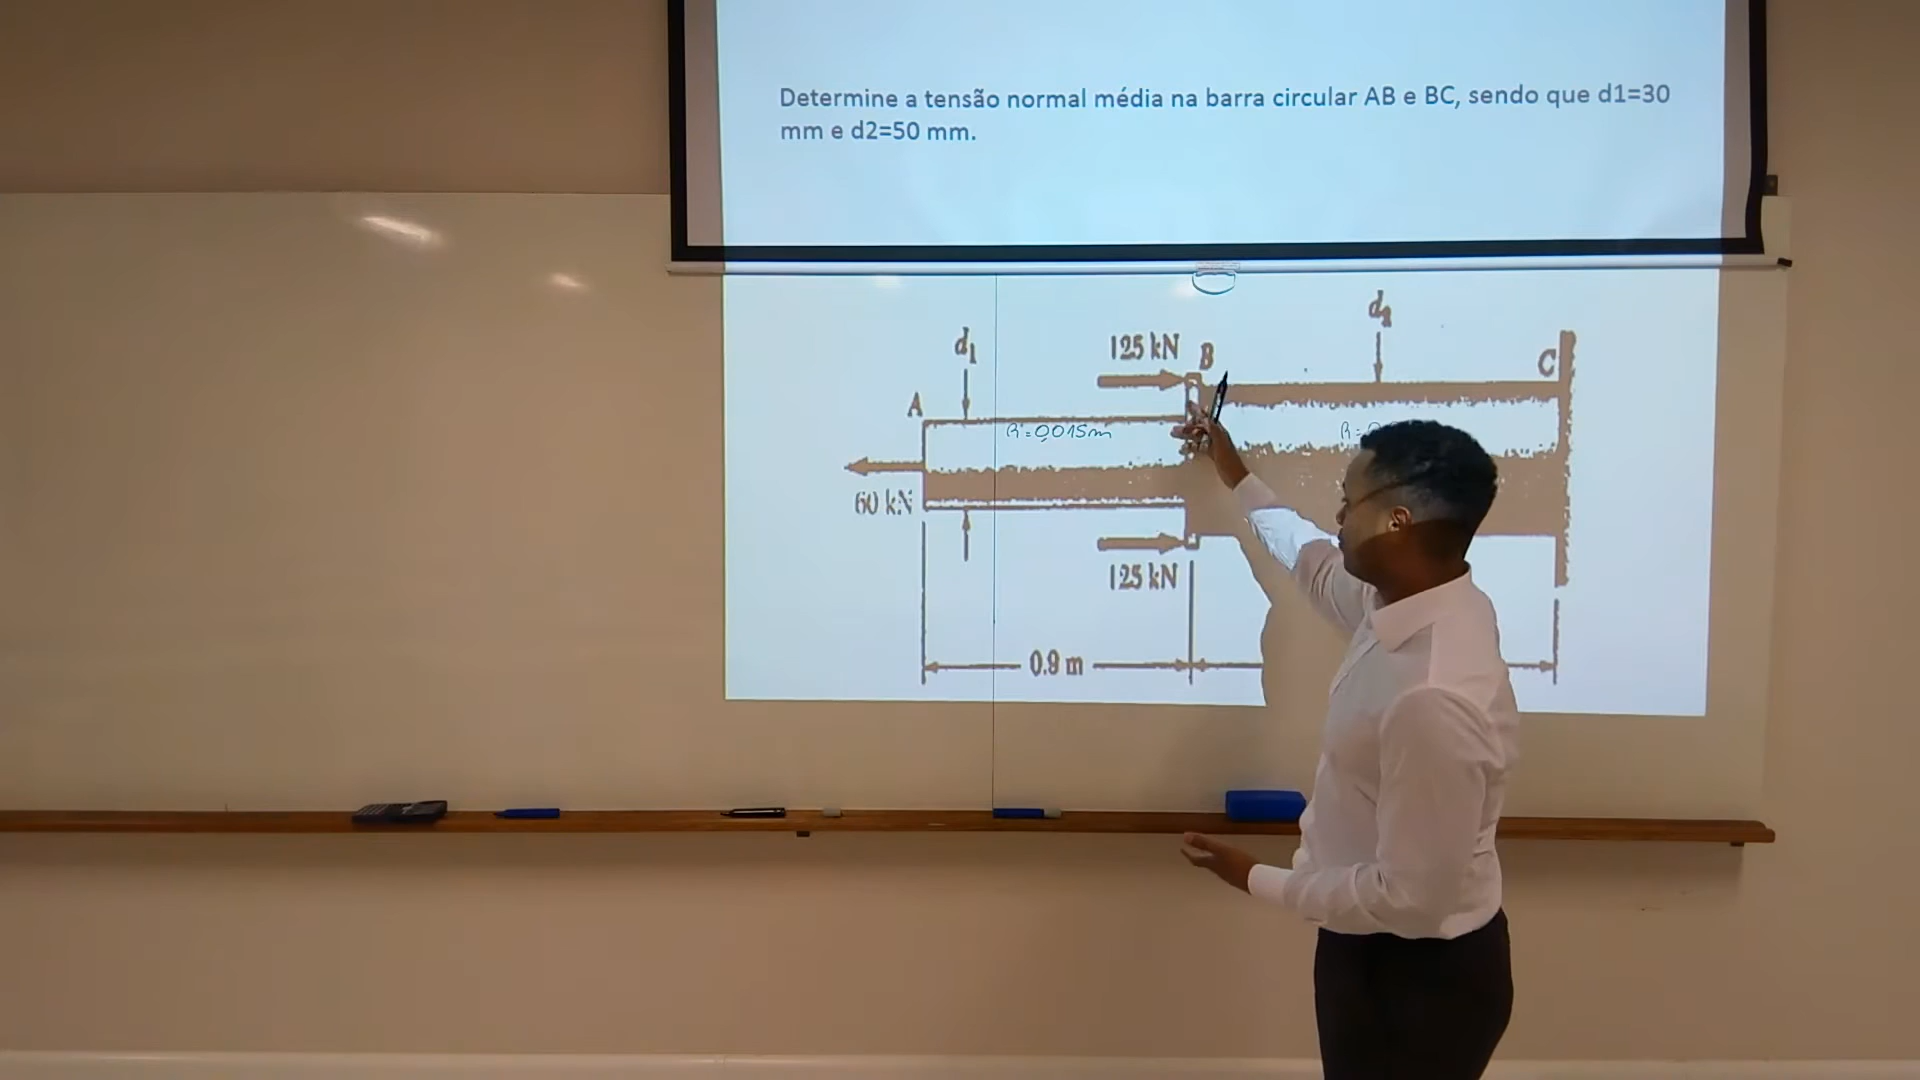 Determine a tensão normal média na barra circular AB e BC, sendo que d1=30
mm e d2=50 mm.
d2
d1
125 kN
B
C
A
R=0,015m
R=
60 kN
125 kN
0.9 m